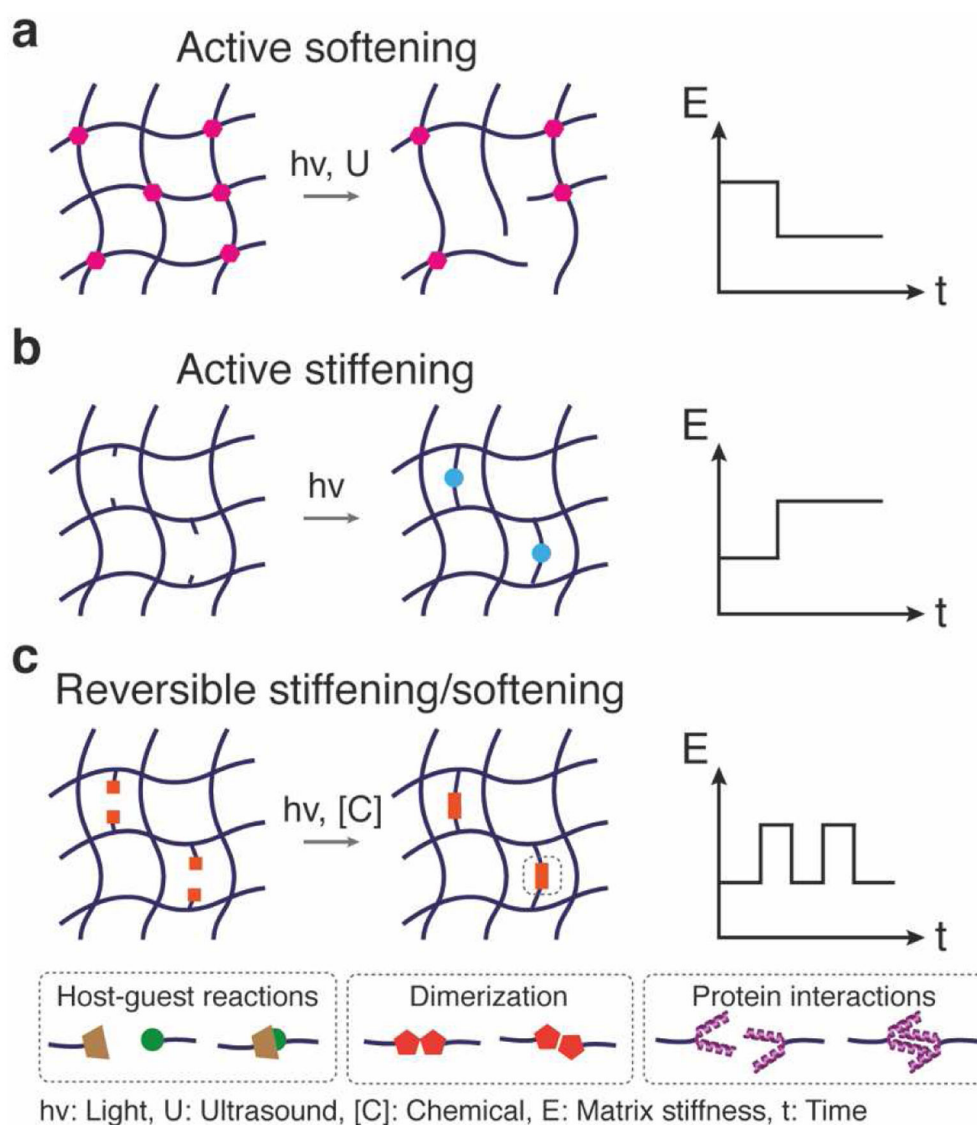 a
Active softening
E
hv, U
t
b
Active stiffening
E
hv
t
c
Reversible stiffening/softening
E
hv, [C]
t
Host-guest reactions
Dimerization
Protein interactions
hv: Light, U: Ultrasound, [C]: Chemical, E: Matrix stiffness, t: Time